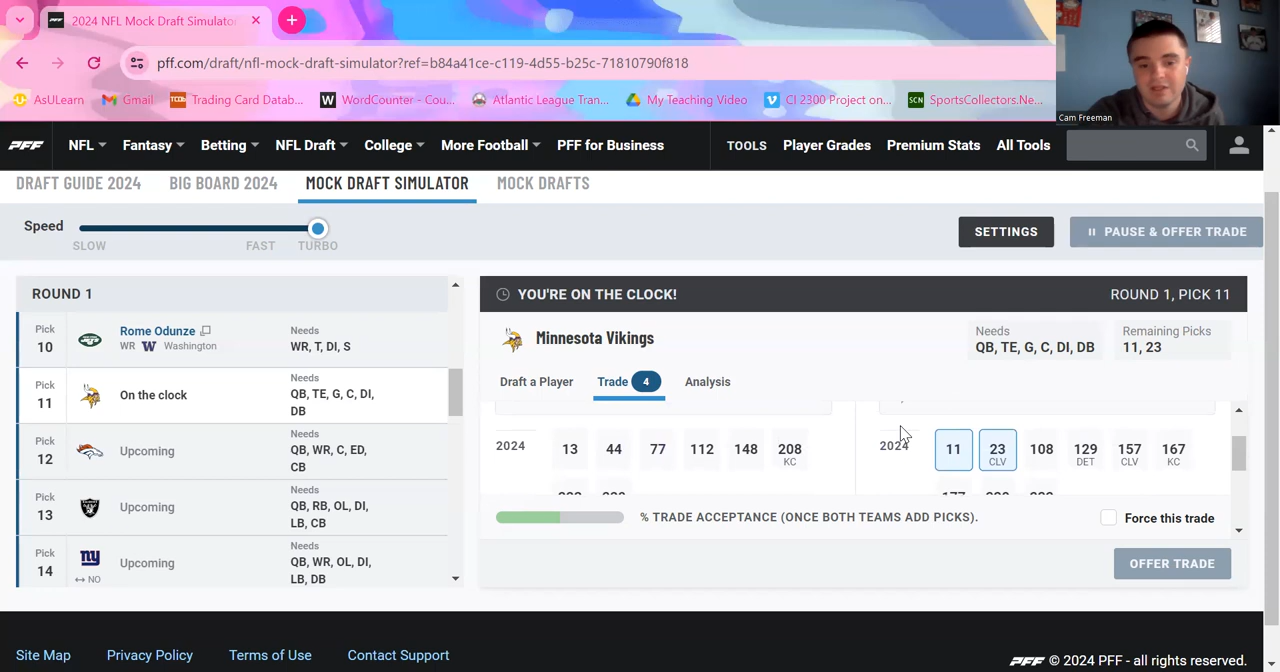 2024 NFL Mock Draft Simulator
pff.com/draft/nfl-mock-draft-simulator?ref=b84a41ce-c119-4d55-b25c-71810790f818
AsULearn Gmail Trading Card Datab... WordCounter - Cou... Atlantic League Tran... My Teaching Video CI 2300 Project on... SCN SportsCollectors.Ne...
Cam Freeman
PFF NFL Fantasy Betting NFL Draft College More Football PFF for Business TOOLS Player Grades Premium Stats All Tools
DRAFT GUIDE 2024 BIG BOARD 2024 MOCK DRAFT SIMULATOR MOCK DRAFTS
Speed
SLOW FAST TURBO
SETTINGS PAUSE & OFFER TRADE
ROUND 1
Pick 10
Rome Odunze
WR W Washington
Needs
WR, T, DI, S
Pick 11
On the clock
Needs
QB, TE, G, C, DI,
DB
Pick 12
Upcoming
Needs
QB, WR, C, ED,
CB
Pick 13
Upcoming
Needs
QB, RB, OL, DI,
LB, CB
Pick 14
ny
↔ NO
Upcoming
Needs
QB, WR, OL, DI,
LB, DB
YOU'RE ON THE CLOCK! ROUND 1, PICK 11
Minnesota Vikings
Needs
QB, TE, G, C, DI, DB
Remaining Picks
11, 23
Draft a Player Trade 4 Analysis
2024 13 44 77 112 148 208
KC
2024 11 23 108 129 157 167
CLV DET CLV KC
% TRADE ACCEPTANCE (ONCE BOTH TEAMS ADD PICKS).
Force this trade
OFFER TRADE
Site Map Privacy Policy Terms of Use Contact Support
PFF © 2024 PFF - all rights reserved.